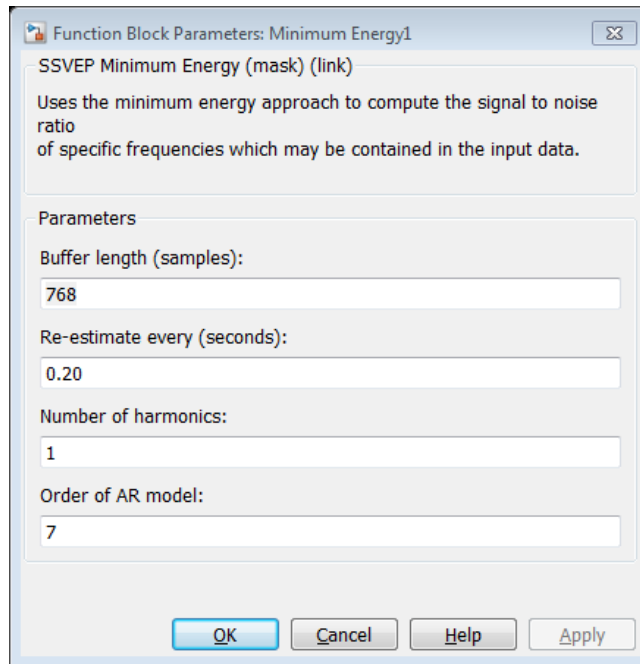 Function Block Parameters: Minimum Energy1
SSVEP Minimum Energy (mask) (link)
Uses the minimum energy approach to compute the signal to noise
ratio
of specific frequencies which may be contained in the input data.
Parameters
Buffer length (samples):
768
Re-estimate every (seconds):
0.20
Number of harmonics:
1
Order of AR model:
7
OK Cancel Help Apply